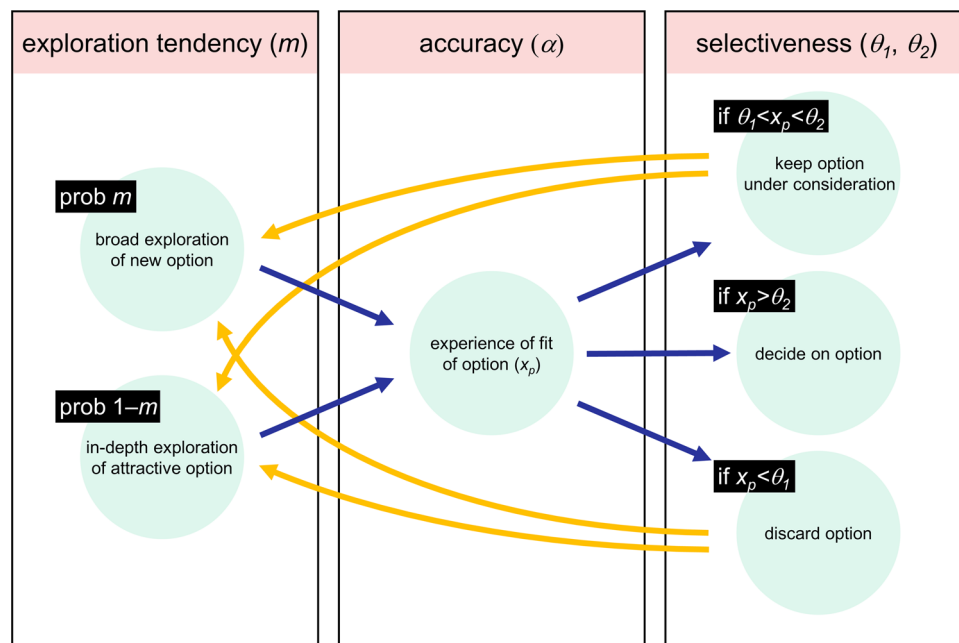 exploration tendency (m)
accuracy (α)
selectiveness (θ₁, θ₂)
prob m
broad exploration
of new option
prob 1–m
in-depth exploration
of attractive option
experience of fit
of option (xₚ)
if θ₁<xₚ<θ₂
keep option
under consideration
if xₚ>θ₂
decide on option
if xₚ<θ₁
discard option